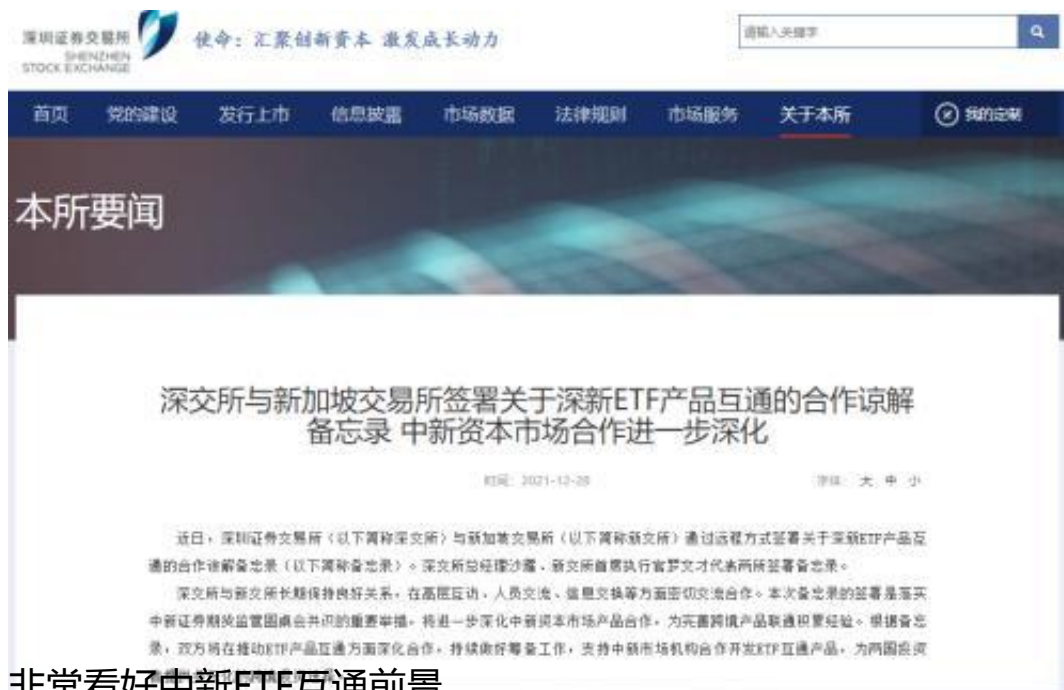 深圳证券交易所
SHENZHEN
STOCK EXCHANGE
使命：汇聚创新资本 激发成长动力
请输入关键字
首页 党的建设 发行上市 信息披露 市场数据 法律规则 市场服务 关于本所 我的定制
本所要闻
深交所与新加坡交易所签署关于深新ETF产品互通的合作谅解
备忘录 中新资本市场合作进一步深化
时间：2021-12-28 字体：大 中 小
近日，深圳证券交易所（以下简称深交所）与新加坡交易所（以下简称新交所）通过远程方式签署关于深新ETF产品互
通的合作谅解备忘录（以下简称备忘录）。深交所总经理沙雁、新交所首席执行官罗文才代表两所签署备忘录。
深交所与新交所长期保持良好关系，在高层互访、人员交流、信息交换等方面密切交流合作。本次备忘录的签署是落实
中新证券期货监管圆桌会共识的重要举措，将进一步深化中新资本市场产品合作，为完善跨境产品联通积累经验。根据备忘
录，双方将在推动ETF产品互通方面深化合作，持续做好筹备工作，支持中新市场机构合作开发ETF互通产品，为两国投资
非常看好中新ETF互通前景